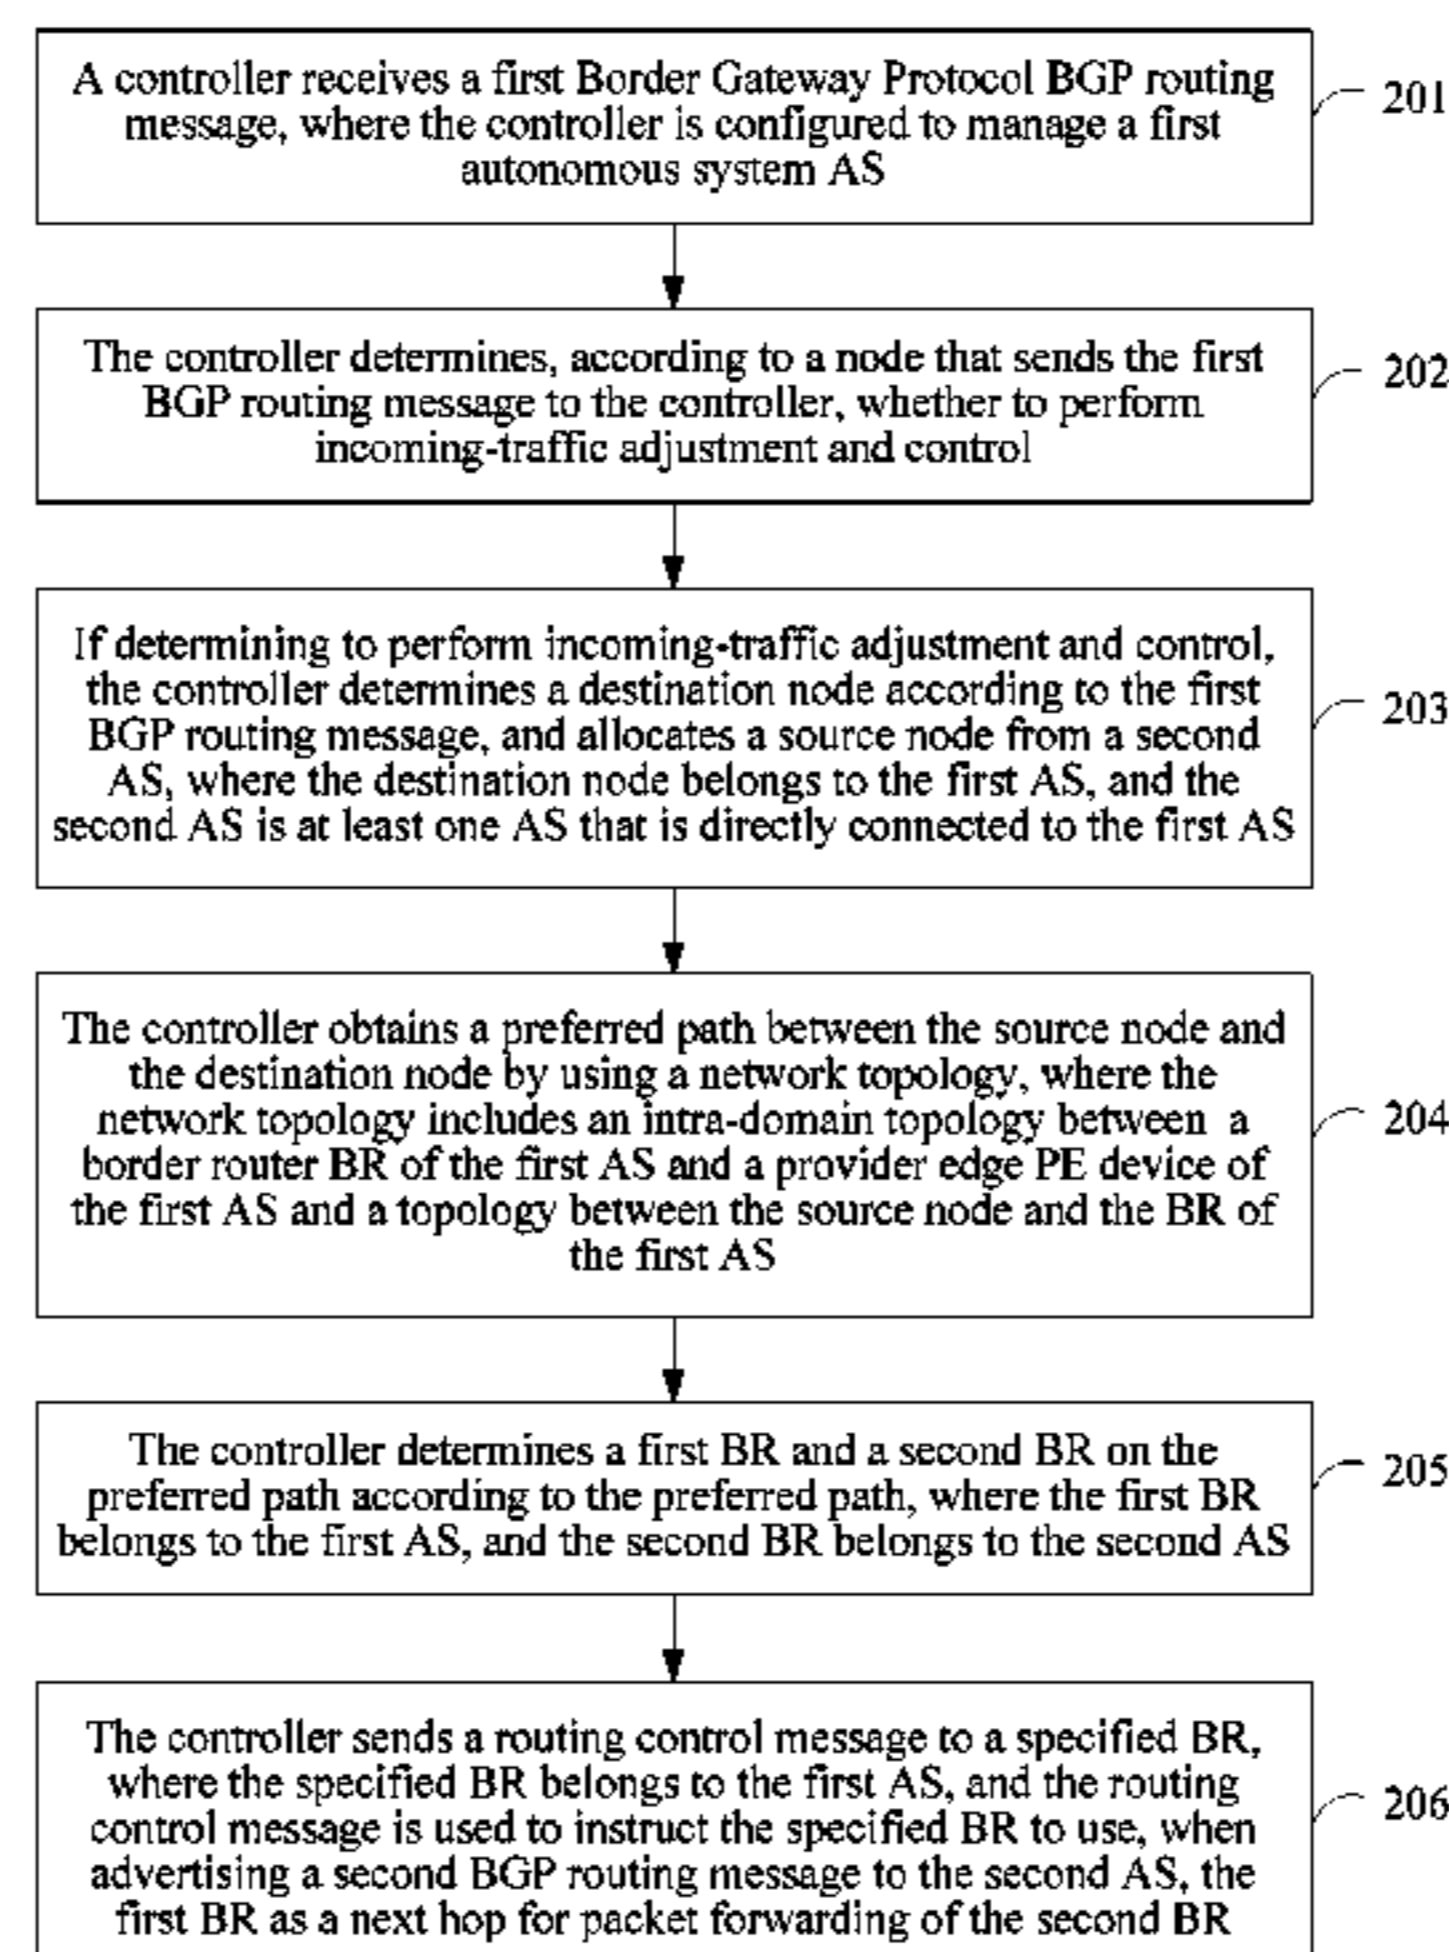 A controller receives a first Border Gateway Protocol BGP routing
message, where the controller is configured to manage a first
autonomous system AS
201
The controller determines, according to a node that sends the first
BGP routing message to the controller, whether to perform
incoming-traffic adjustment and control
202
If determining to perform incoming-traffic adjustment and control,
the controller determines a destination node according to the first
BGP routing message, and allocates a source node from a second
AS, where the destination node belongs to the first AS, and the
second AS is at least one AS that is directly connected to the first AS
203
The controller obtains a preferred path between the source node and
the destination node by using a network topology, where the
network topology includes an intra-domain topology between a
border router BR of the first AS and a provider edge PE device of
the first AS and a topology between the source node and the BR of
the first AS
204
The controller determines a first BR and a second BR on the
preferred path according to the preferred path, where the first BR
belongs to the first AS, and the second BR belongs to the second AS
205
The controller sends a routing control message to a specified BR,
where the specified BR belongs to the first AS, and the routing
control message is used to instruct the specified BR to use, when
advertising a second BGP routing message to the second AS, the
first BR as a next hop for packet forwarding of the second BR
206